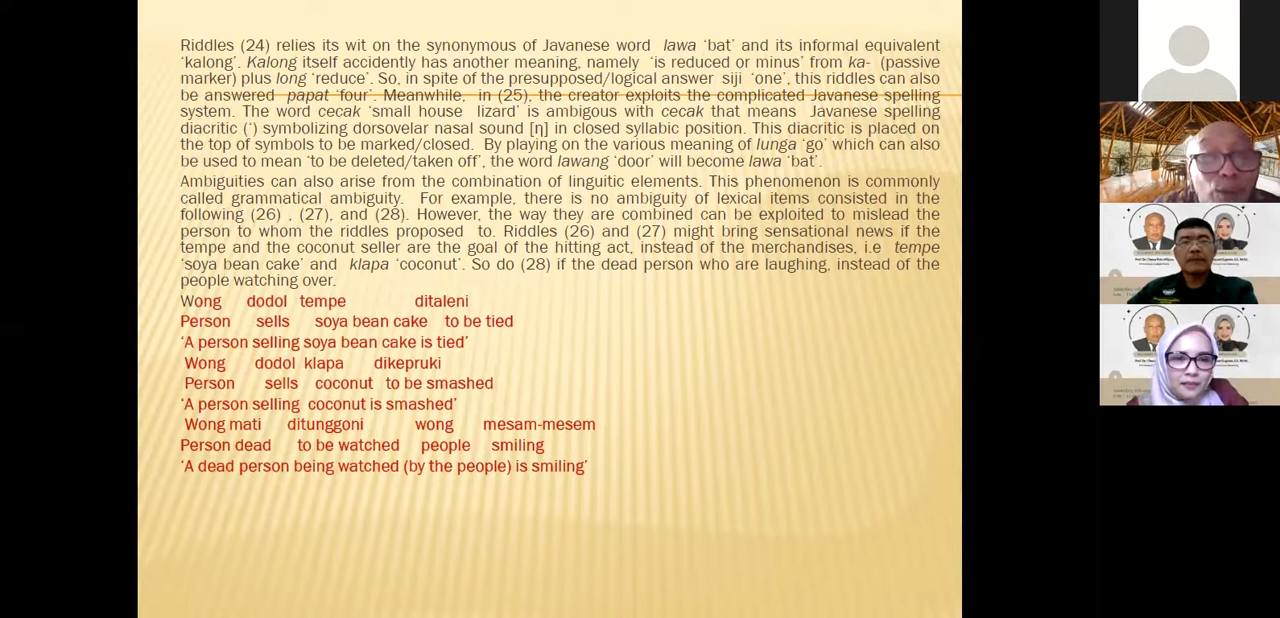 Riddles (24) relies its wit on the synonymous of Javanese word lawa ‘bat’ and its informal equivalent
‘kalong’. Kalong itself accidently has another meaning, namely ‘is reduced or minus’ from ka- (passive
marker) plus long ‘reduce’. So, in spite of the presupposed/logical answer siji ‘one’, this riddles can also
be answered papat ‘four’. Meanwhile, in (25), the creator exploits the complicated Javanese spelling
system. The word cecak ‘small house lizard’ is ambigous with cecak that means Javanese spelling
diacritic (‘) symbolizing dorsovelar nasal sound [η] in closed syllabic position. This diacritic is placed on
the top of symbols to be marked/closed. By playing on the various meaning of lunga ‘go’ which can also
be used to mean ‘to be deleted/taken off’, the word lawang ‘door’ will become lawa ‘bat’.
Ambiguities can also arise from the combination of linguitic elements. This phenomenon is commonly
called grammatical ambiguity. For example, there is no ambiguity of lexical items consisted in the
following (26) , (27), and (28). However, the way they are combined can be exploited to mislead the
person to whom the riddles proposed to. Riddles (26) and (27) might bring sensational news if the
tempe and the coconut seller are the goal of the hitting act, instead of the merchandises, i.e tempe
‘soya bean cake’ and klapa ‘coconut’. So do (28) if the dead person who are laughing, instead of the
people watching over.
Wong dodol tempe ditaleni
Person sells soya bean cake to be tied
‘A person selling soya bean cake is tied’
Wong dodol klapa dikepruki
Person sells coconut to be smashed
‘A person selling coconut is smashed’
Wong mati ditunggoni wong mesam-mesem
Person dead to be watched people smiling
‘A dead person being watched (by the people) is smiling’